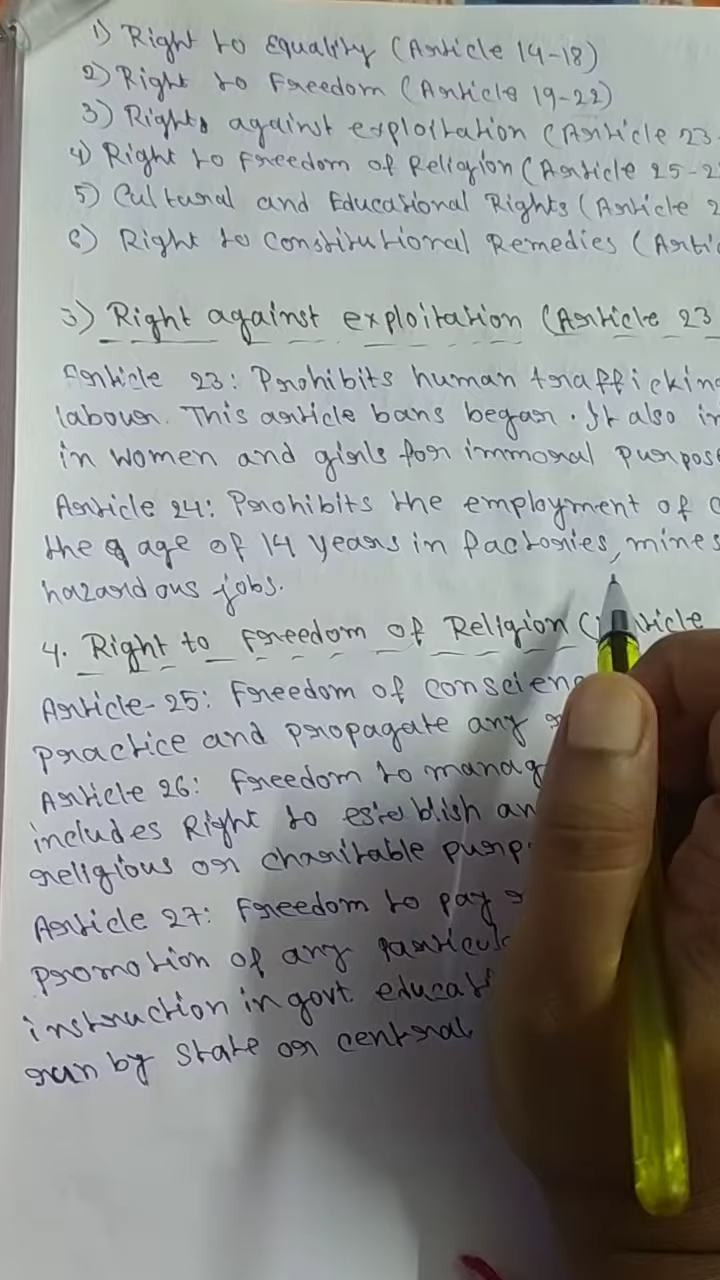 1) Right to Equality (Article 14-18)
2) Right to Freedom (Article 19-22)
3) Rights against exploitation (Article 23
4) Right to Freedom of Religion (Article 25-2
5) Cultural and Educational Rights (Article 2
6) Right to Constitutional Remedies (Arti
3) Right against exploitation (Article 23
Article 23: Prohibits human trafficking
labour. This article bans begar. It also in
in women and girls for immoral purpose
Article 24: Prohibits the employment of c
the age of 14 years in factories, mines
hazardous jobs.
4. Right to Freedom of Religion (Article
Article-25: Freedom of conscien
practice and propagate any
Article 26: Freedom to manag
includes Right to esteblish an
religious or charitable purp
Article 27: Freedom to pay
promotion of any particul
instruction in govt educat
run by state or central